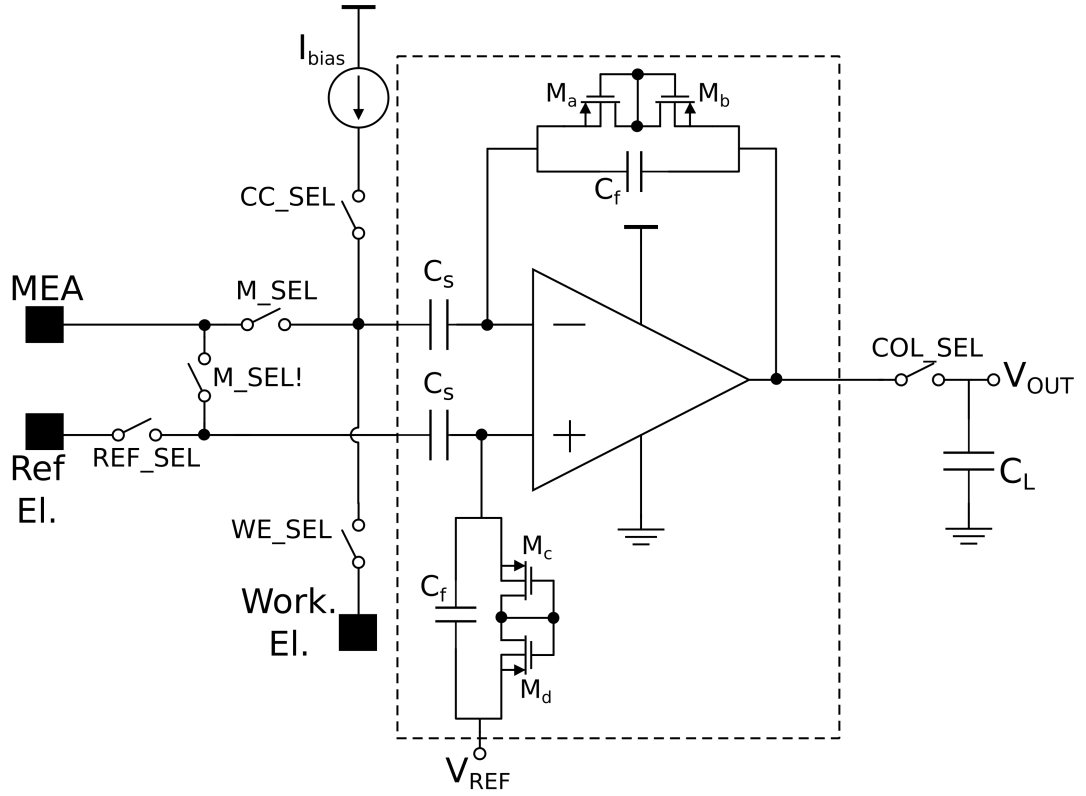 I_bias
M_a
M_b
C_f
CC_SEL
C_S
MEA
M_SEL
−
COL_SEL
V_OUT
M_SEL!
C_S
+
REF_SEL
Ref
El.
C_L
WE_SEL
M_c
C_f
Work.
El.
M_d
V_REF